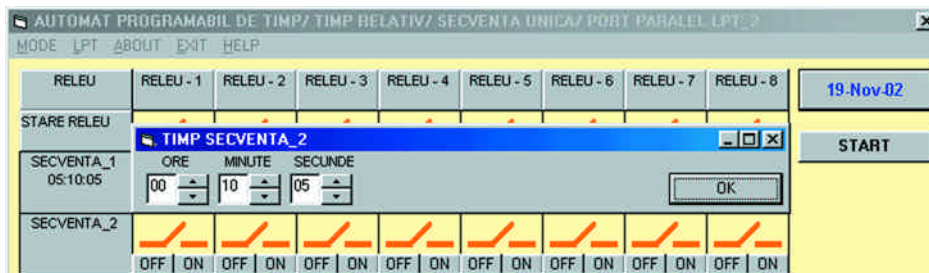 AUTOMAT PROGRAMABIL DE TIMP/ TIMP RELATIV/ SECVENTA UNICA/ PORT PARALEL LPT_2
MODE LPT ABOUT EXIT HELP
RELEU RELEU - 1 RELEU - 2 RELEU - 3 RELEU - 4 RELEU - 5 RELEU - 6 RELEU - 7 RELEU - 8
19-Nov-02
STARE RELEU
START
TIMP SECVENTA_2
SECVENTA_1
05:10:05
ORE MINUTE SECUNDE
00 10 05
OK
SECVENTA_2
OFF ON OFF ON OFF ON OFF ON OFF ON OFF ON OFF ON OFF ON